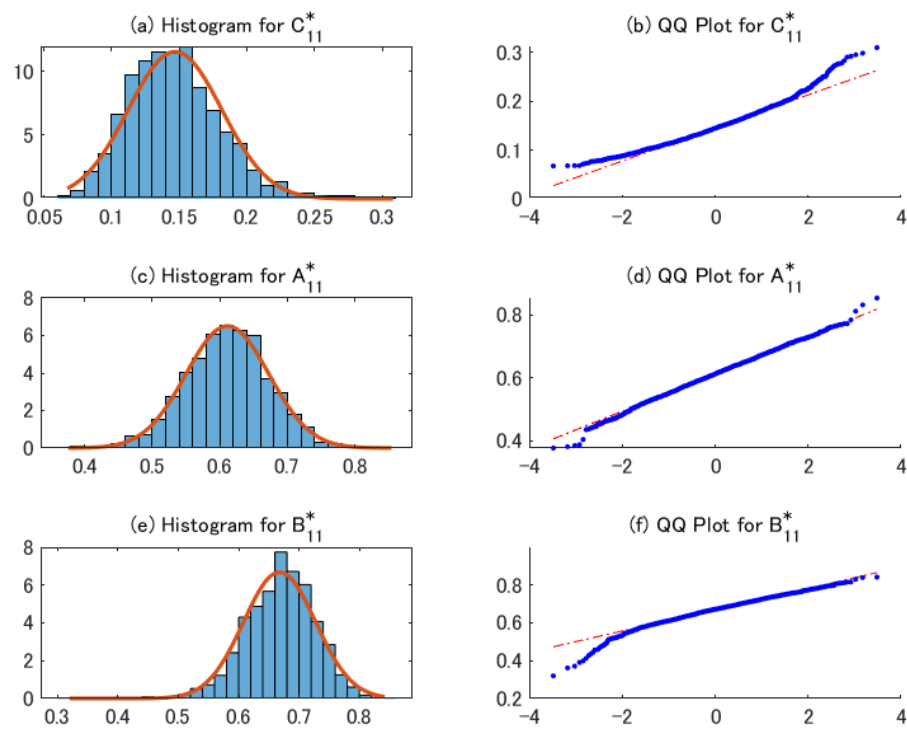 (a) Histogram for C*11
(b) QQ Plot for C*11
10
5
0
0.05 0.1 0.15 0.2 0.25 0.3
0.3
0.2
0.1
0
-4 -2 0 2 4
(c) Histogram for A*11
(d) QQ Plot for A*11
8
6
4
2
0
0.4 0.5 0.6 0.7 0.8
0.8
0.6
0.4
-4 -2 0 2 4
(e) Histogram for B*11
(f) QQ Plot for B*11
8
6
4
2
0
0.3 0.4 0.5 0.6 0.7 0.8
0.8
0.6
0.4
0.2
-4 -2 0 2 4